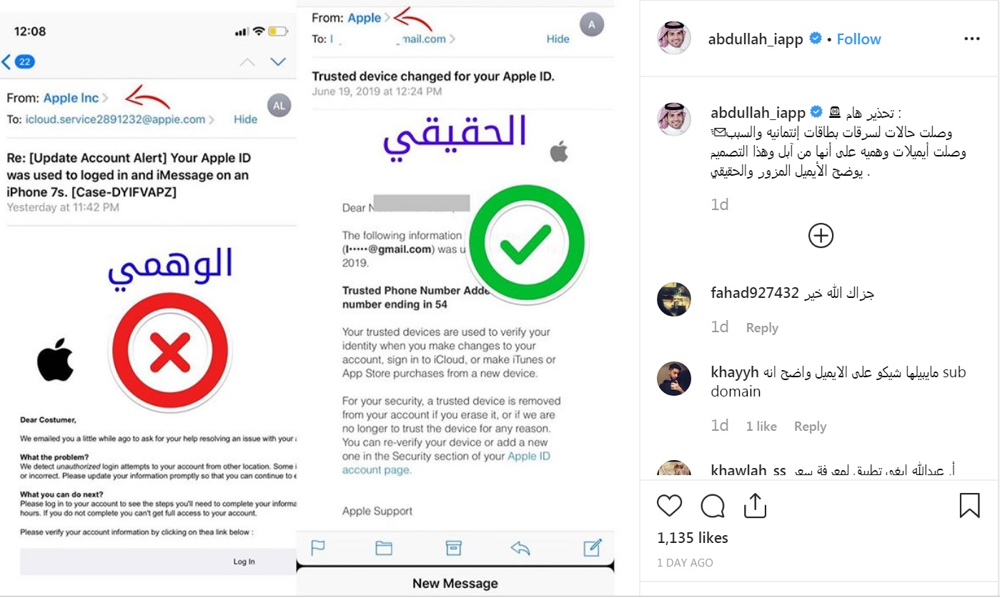 12:08
22
From: Apple Inc
AL
To: icloud.service2891232@appie.com
Hide
Re: [Update Account Alert] Your Apple ID
was used to loged in and iMessage on an
iPhone 7s. [Case-DYIFVAPZ]
Yesterday at 11:42 PM
الوهمي
Dear Costumer,
We emailed you a little while ago to ask for your help resolving an issue with your
What the problem?
We detect unauthorized login attempts to your account from other location. Some
or incorrect. Please update your information promptly so that you can continue to
What you can do next?
Please log in to your account to see the steps you'll need to complete your
hours. If you do not complete you can't get full access to your account.
Please verify your account information by clicking on thea link below :
Log In
From: Apple
A
To: l mail.com
Hide
Trusted device changed for your Apple ID.
June 19, 2019 at 12:24 PM
الحقيقي
Dear
The following information
(l•••••@gmail.com) was
2019.
Trusted Phone Number
number ending in 54
Your trusted devices are used to verify your
identity when you make changes to your
account, sign in to iCloud, or make iTunes or
App Store purchases from a new device.
For your security, a trusted device is removed
from your account if you erase it, or if we are
no longer to trust the device for any reason.
You can re-verify your device or add a new
one in the Security section of your Apple ID
account page.
Apple Support
New Message
abdullah_iapp • Follow
abdullah_iapp تحذير هام :
وصلت حالات لسرقات بطاقات إئتمانيه والسبب
وصلت أيميلات وهميه على أنها من آبل وهذا التصميم
يوضح الأيميل المزور والحقيقي .
1d
fahad927432 جزاك الله خير
1d Reply
khayyh مايبيلها شيكو على الايميل واضح انه sub
domain
1d 1 like Reply
khawlah_ss أ. عبدالله ابغى تطبيق لمعرفة سعر
1,135 likes
1 DAY AGO